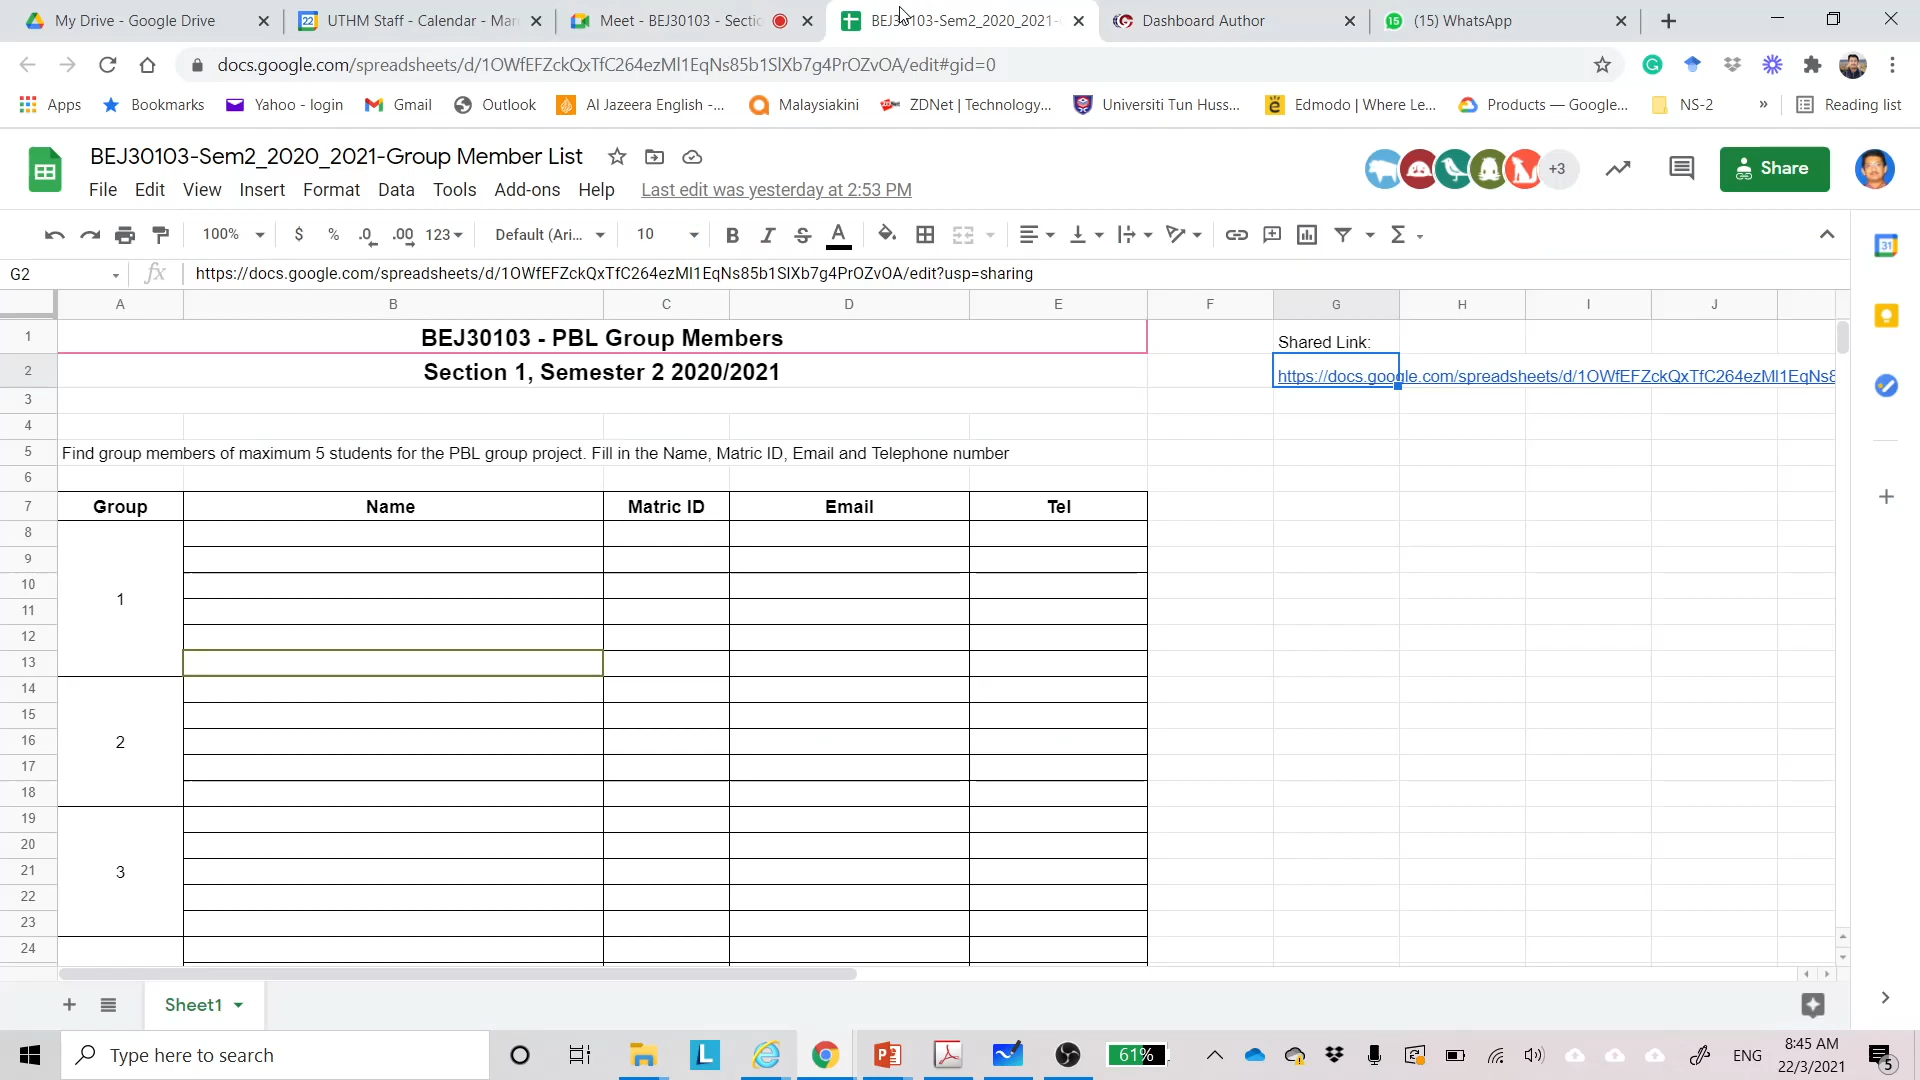 My Drive - Google Drive
UTHM Staff - Calendar - Mar
Meet - BEJ30103 - Sectio
BEJ30103-Sem2_2020_2021-
Dashboard Author
(15) WhatsApp
docs.google.com/spreadsheets/d/1OWfEFZckQxTfC264ezMl1EqNs85b1SlXb7g4PrOZvOA/edit#gid=0
Apps
Bookmarks
Yahoo - login
Gmail
Outlook
Al Jazeera English -...
Malaysiakini
ZDNet | Technology,...
Universiti Tun Huss...
Edmodo | Where Le...
Products — Google...
NS-2
»
Reading list
BEJ30103-Sem2_2020_2021-Group Member List
+3
Share
File Edit View Insert Format Data Tools Add-ons Help Last edit was yesterday at 2:53 PM
100% $ % .0 .00 123 Default (Ari... 10 B I S A Σ
G2 fx https://docs.google.com/spreadsheets/d/1OWfEFZckQxTfC264ezMl1EqNs85b1SlXb7g4PrOZvOA/edit?usp=sharing
A B C D E F G H I J
1 BEJ30103 - PBL Group Members Shared Link:
2 Section 1, Semester 2 2020/2021 https://docs.google.com/spreadsheets/d/1OWfEFZckQxTfC264ezMl1EqNs8
3
4
5 Find group members of maximum 5 students for the PBL group project. Fill in the Name, Matric ID, Email and Telephone number
6
7 Group Name Matric ID Email Tel
8
9
10
1
11
12
13
14
15
16 2
17
18
19
20
21 3
22
23
24
Sheet1
Type here to search
61%
ENG
8:45 AM
22/3/2021
5